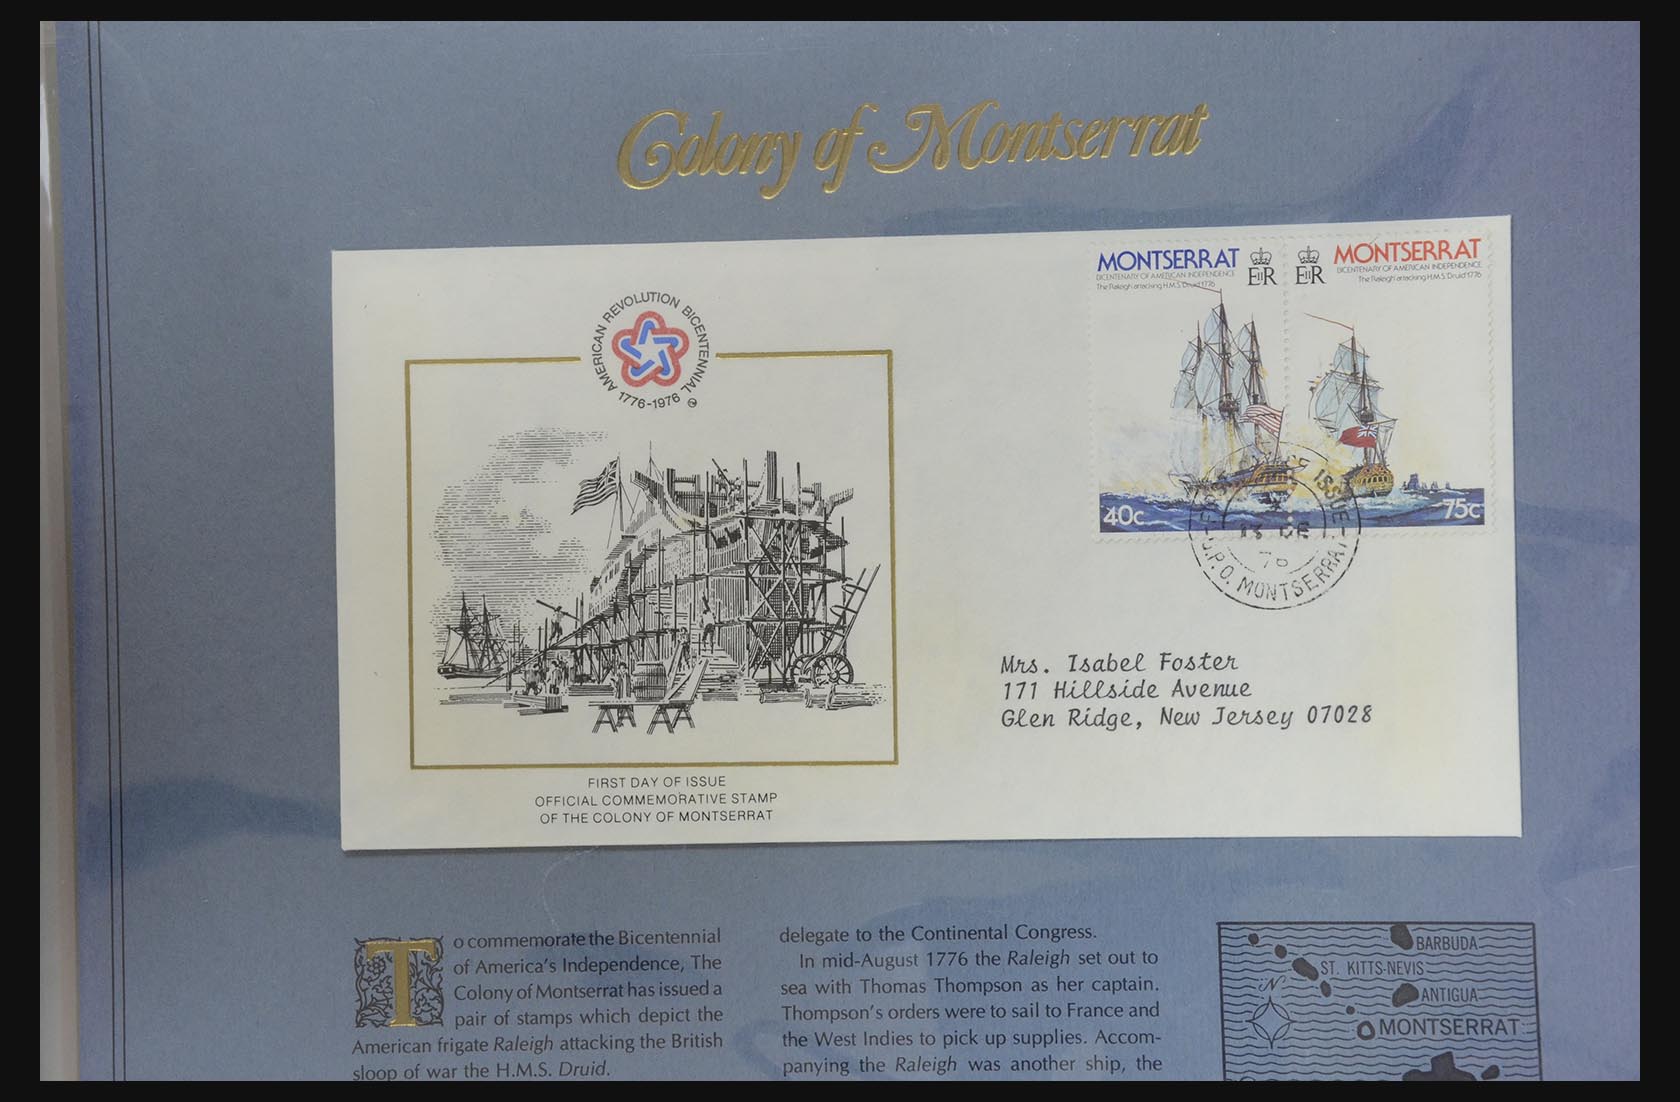 Colony of Montserrat
AMERICAN REVOLUTION BICENTENNIAL
1776-1976
MONTSERRAT
BICENTENARY OF AMERICAN INDEPENDENCE
The 'Raleigh' attacking H.M.S.'Druid' 1776
EIIR
40c
EIIR
MONTSERRAT
BICENTENARY OF AMERICAN INDEPENDENCE
The 'Raleigh' attacking H.M.S.'Druid' 1776
75c
ISSUE
13 DE
76
G.P.O. MONTSERRAT
Mrs. Isabel Foster
171 Hillside Avenue
Glen Ridge, New Jersey 07028
FIRST DAY OF ISSUE
OFFICIAL COMMEMORATIVE STAMP
OF THE COLONY OF MONTSERRAT
To commemorate the Bicentennial
of America's Independence, The
Colony of Montserrat has issued a
pair of stamps which depict the
American frigate Raleigh attacking the British
sloop of war the H.M.S. Druid.
delegate to the Continental Congress.
In mid-August 1776 the Raleigh set out to
sea with Thomas Thompson as her captain.
Thompson's orders were to sail to France and
the West Indies to pick up supplies. Accom-
panying the Raleigh was another ship, the
BARBUDA
ST. KITTS-NEVIS
N
ANTIGUA
MONTSERRAT